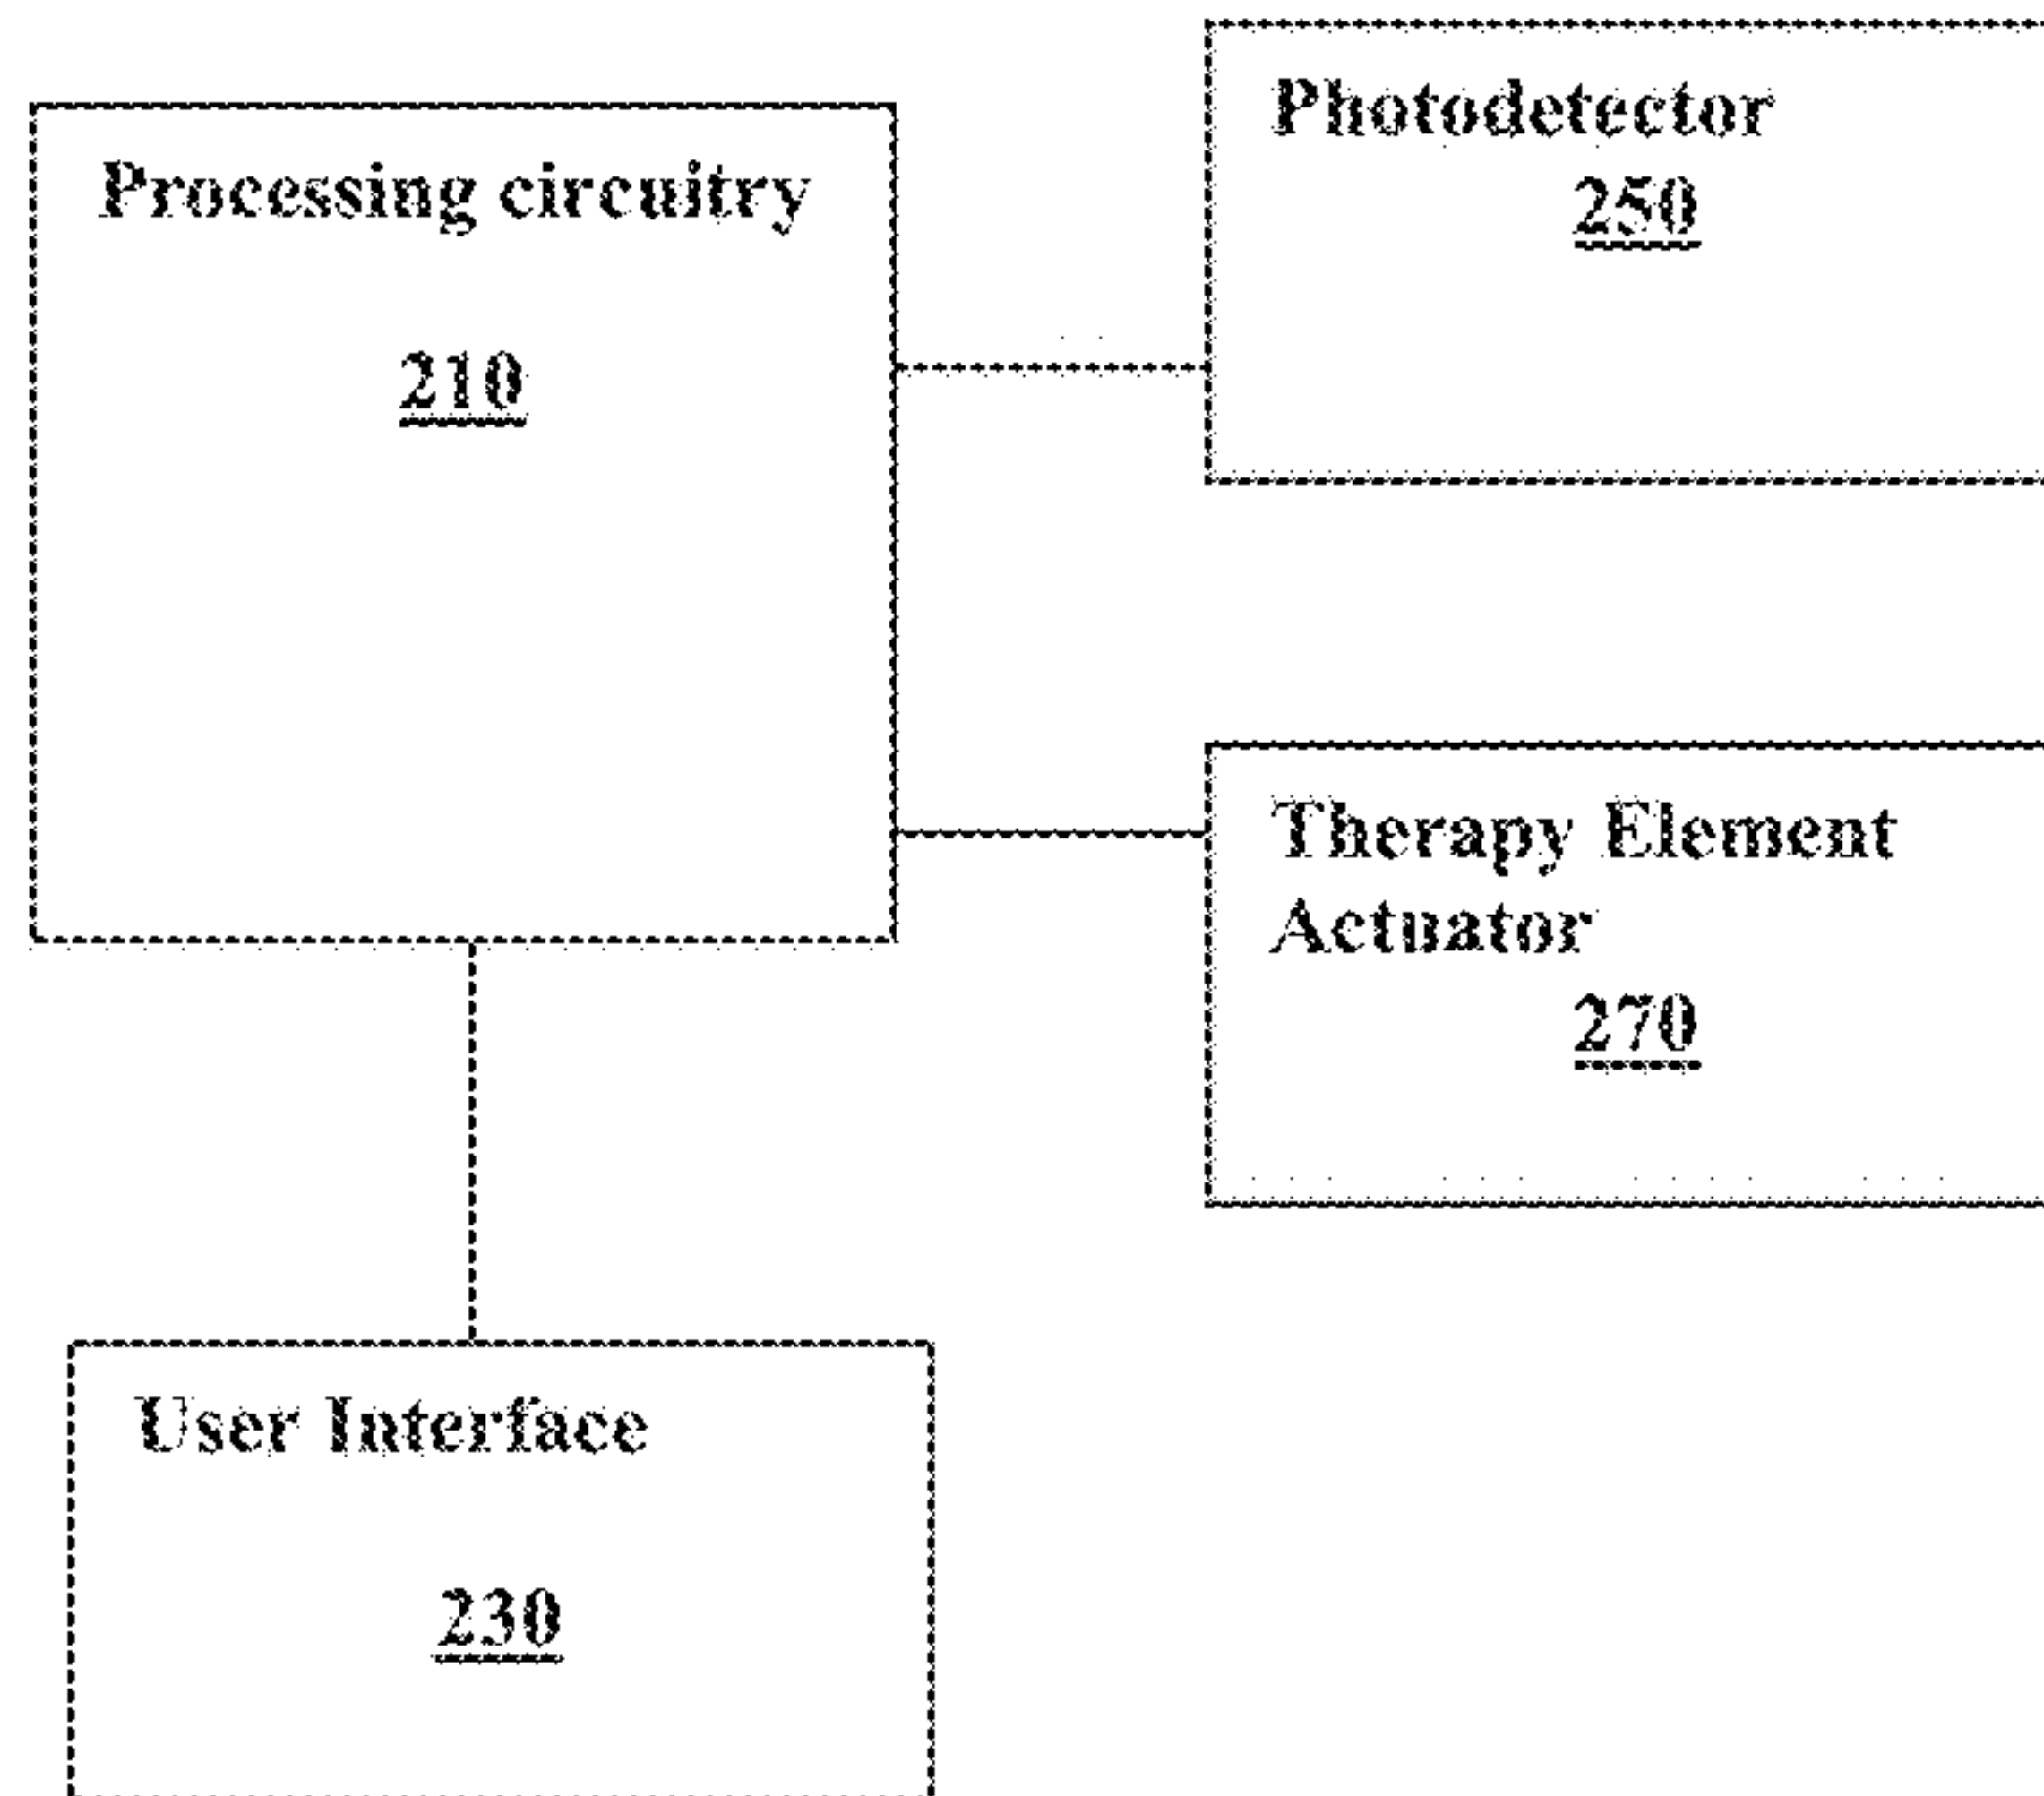 Processing circuitry
210
Photodetector
250
Therapy Element
Actuator
270
User Interface
230